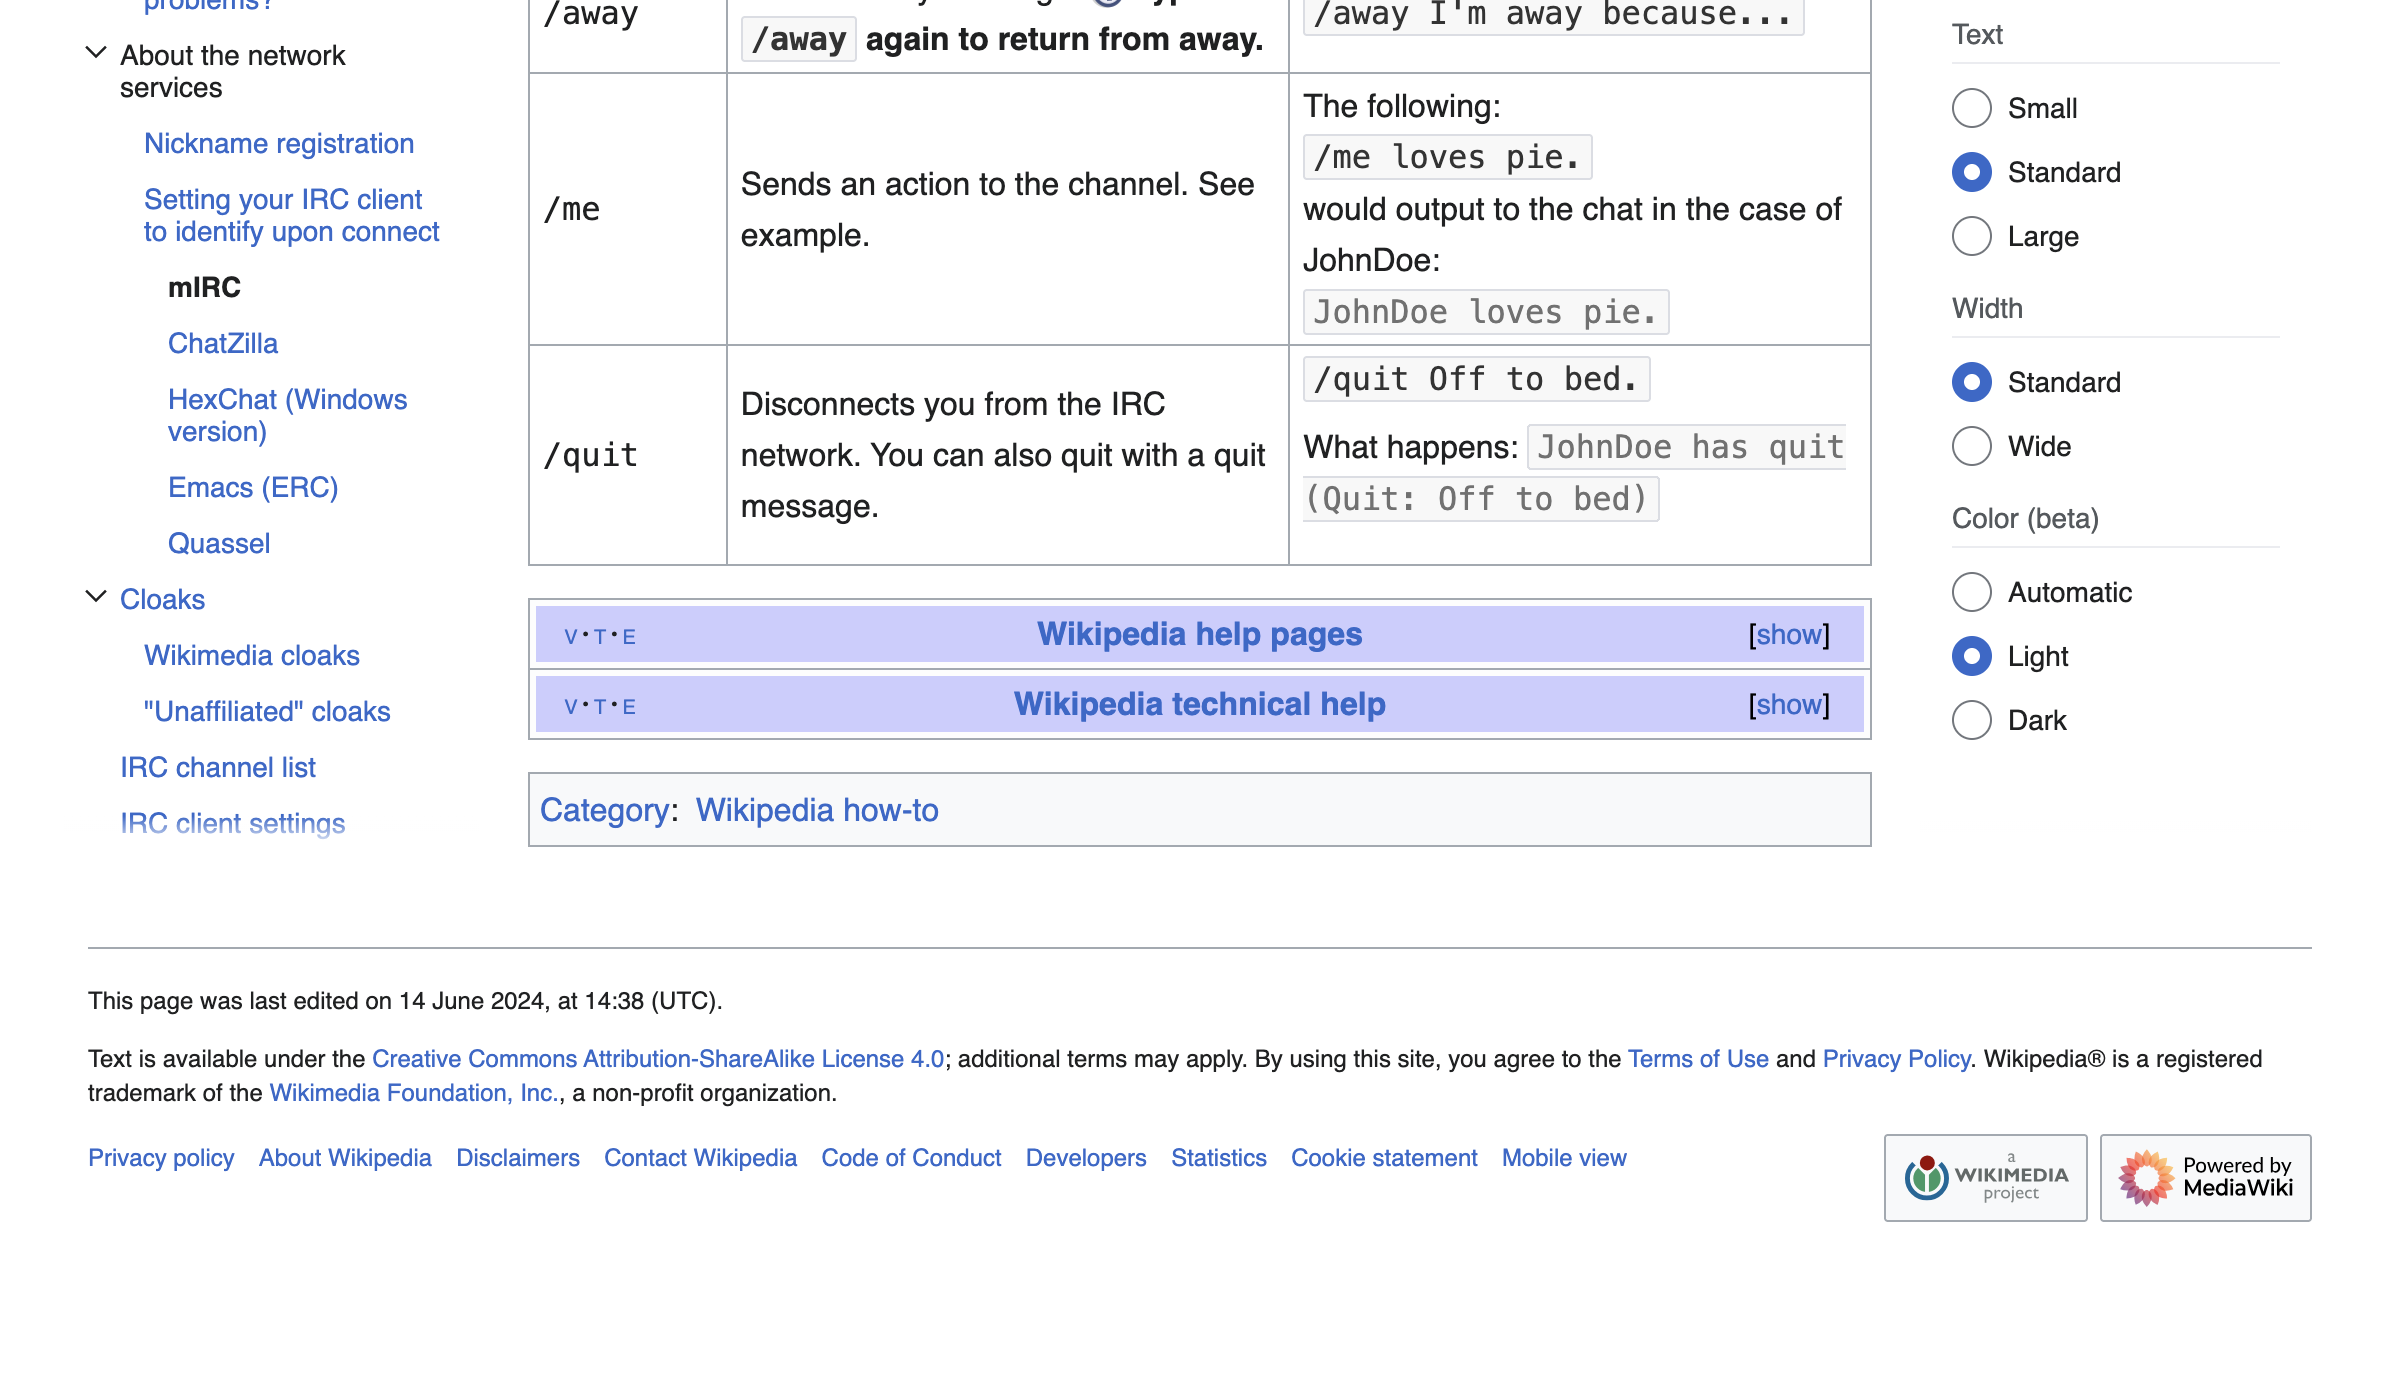 problems?
About the network
services
Nickname registration
Setting your IRC client
to identify upon connect
mIRC
ChatZilla
HexChat (Windows
version)
Emacs (ERC)
Quassel
Cloaks
Wikimedia cloaks
"Unaffiliated" cloaks
IRC channel list
IRC client settings
/away
/away again to return from away.
/away I'm away because...
/me
Sends an action to the channel. See
example.
The following:
/me loves pie.
would output to the chat in the case of
JohnDoe:
JohnDoe loves pie.
/quit
Disconnects you from the IRC
network. You can also quit with a quit
message.
/quit Off to bed.
What happens: JohnDoe has quit
(Quit: Off to bed)
V·T·E Wikipedia help pages [show]
V·T·E Wikipedia technical help [show]
Category: Wikipedia how-to
Text
Small
Standard
Large
Width
Standard
Wide
Color (beta)
Automatic
Light
Dark
This page was last edited on 14 June 2024, at 14:38 (UTC).
Text is available under the Creative Commons Attribution-ShareAlike License 4.0; additional terms may apply. By using this site, you agree to the Terms of Use and Privacy Policy. Wikipedia® is a registered
trademark of the Wikimedia Foundation, Inc., a non-profit organization.
Privacy policy About Wikipedia Disclaimers Contact Wikipedia Code of Conduct Developers Statistics Cookie statement Mobile view
a
WIKIMEDIA
project
Powered by
MediaWiki